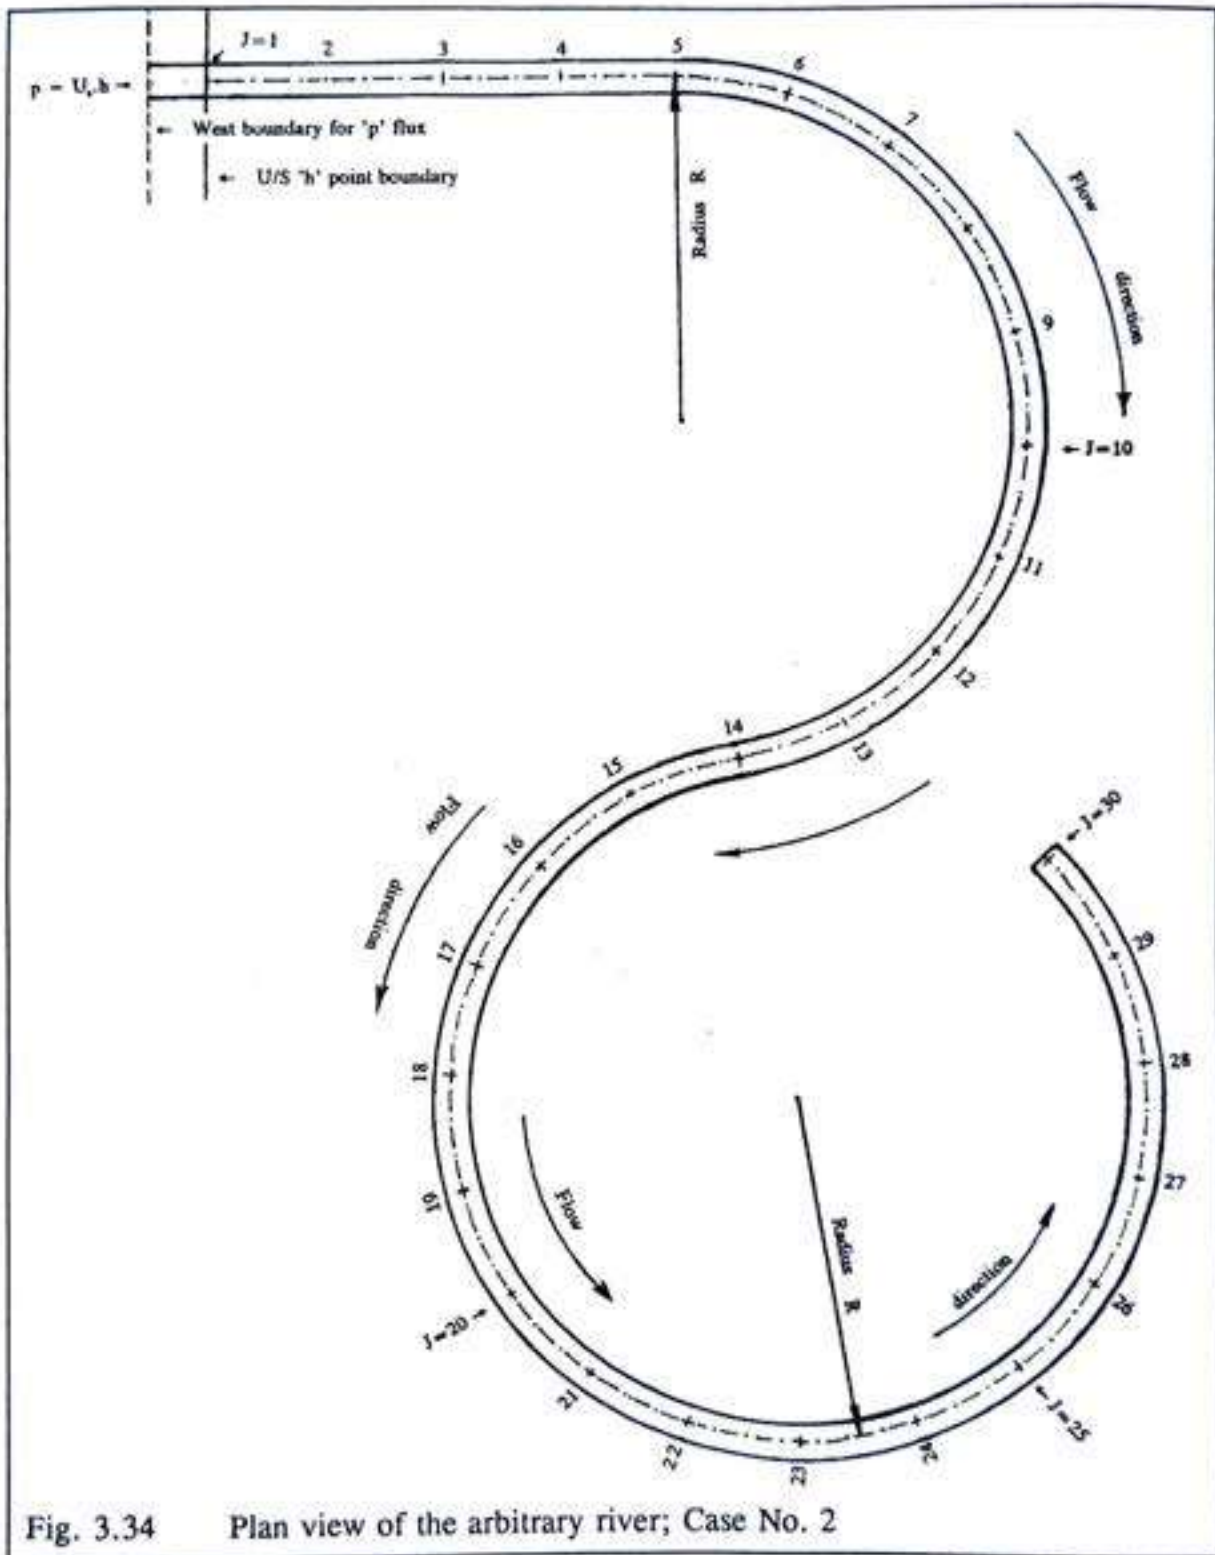 J=1
2
3
4
5
6
7
p = U_s.h →
← West boundary for 'p' flux
← U/S 'h' point boundary
Radius R
Flow
direction
9
← J=10
11
12
13
14
15
16
Flow
direction
17
18
19
J=20 →
21
22
23
24
← J=25
26
27
28
29
← J=30
Flow
direction
Radius R
Fig. 3.34 Plan view of the arbitrary river; Case No. 2